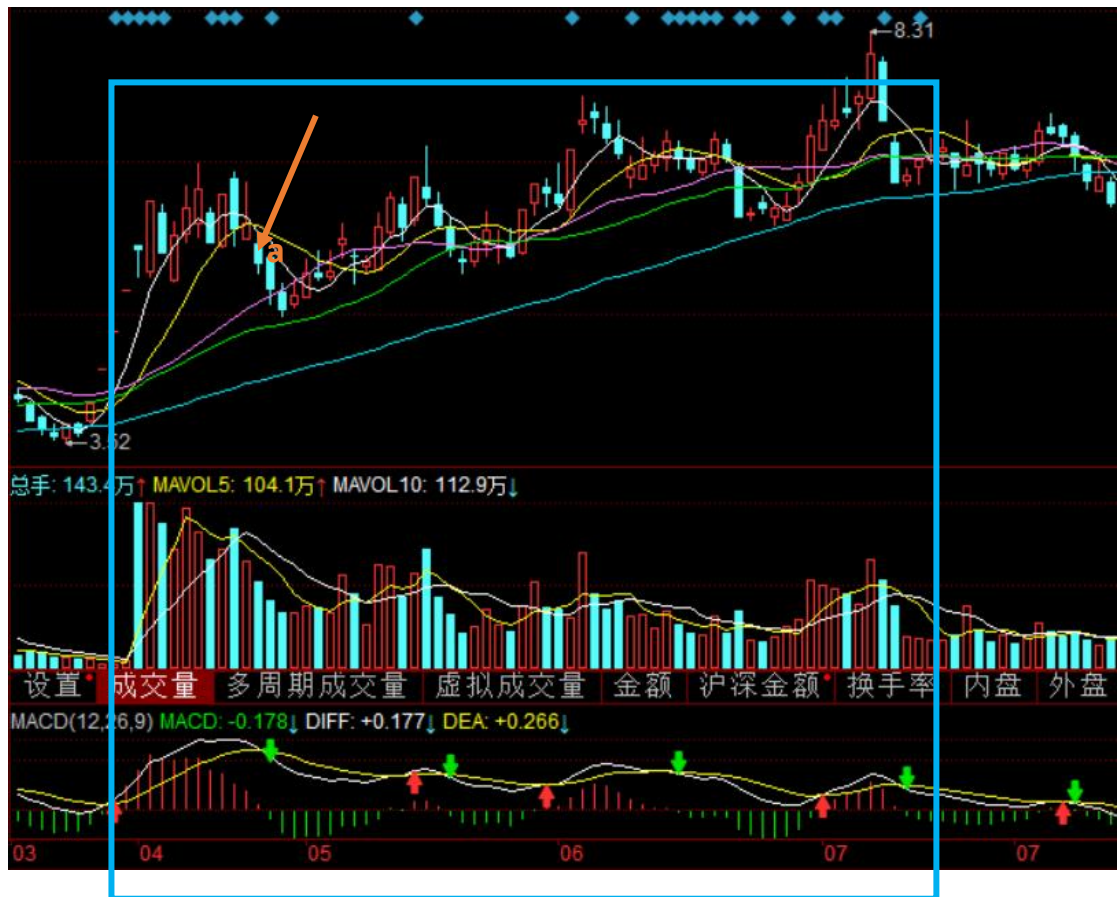 8.31
a
3.52
总手: 143.4万↑ MAVOL5: 104.1万↑ MAVOL10: 112.9万↓
设置 成交量 多周期成交量 虚拟成交量 金额 沪深金额 换手率 内盘 外盘
MACD(12,26,9) MACD: -0.178↓ DIFF: +0.177↓ DEA: +0.266↓
03 04 05 06 07 07